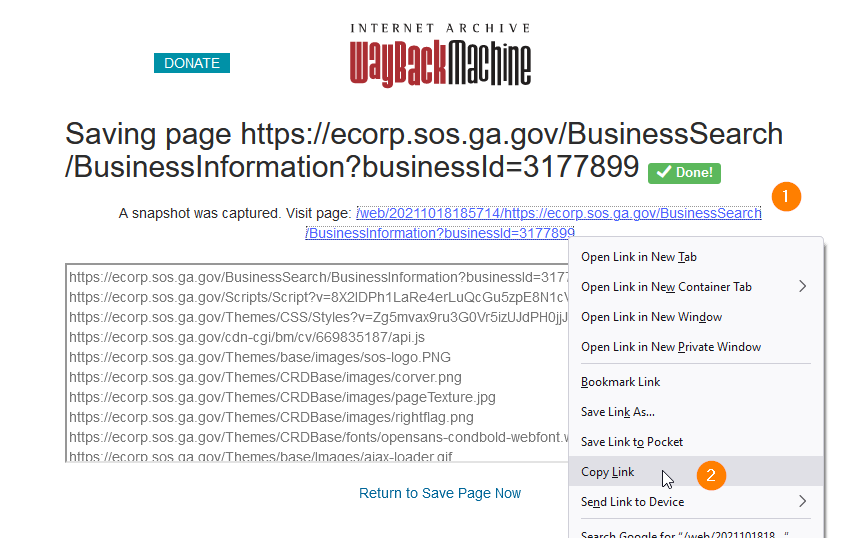 INTERNET ARCHIVE
DONATE
WayBackMachine
Saving page https://ecorp.sos.ga.gov/BusinessSearch
/BusinessInformation?businessId=3177899 Done!
1
A snapshot was captured. Visit page: /web/20211018185714/https://ecorp.sos.ga.gov/BusinessSearch
/BusinessInformation?businessId=3177899
https://ecorp.sos.ga.gov/BusinessSearch/BusinessInformation?businessId=3177
https://ecorp.sos.ga.gov/Scripts/Script?v=8X2lDPh1LaRe4erLuQcGu5zpE8N1cV
https://ecorp.sos.ga.gov/Themes/CSS/Styles?v=Zg5mvax9ru3G0Vr5izUJdPH0jjJ
https://ecorp.sos.ga.gov/cdn-cgi/bm/cv/669835187/api.js
https://ecorp.sos.ga.gov/Themes/base/images/sos-logo.PNG
https://ecorp.sos.ga.gov/Themes/CRDBase/images/corver.png
https://ecorp.sos.ga.gov/Themes/CRDBase/images/pageTexture.jpg
https://ecorp.sos.ga.gov/Themes/CRDBase/images/rightflag.png
https://ecorp.sos.ga.gov/Themes/CRDBase/fonts/opensans-condbold-webfont.w
https://ecorp.sos.ga.gov/Themes/base/Images/ajax-loader.gif
Return to Save Page Now
Open Link in New Tab
Open Link in New Container Tab
Open Link in New Window
Open Link in New Private Window
Bookmark Link
Save Link As...
Save Link to Pocket
Copy Link
2
Send Link to Device
Search Google for "/web/2021101818..."